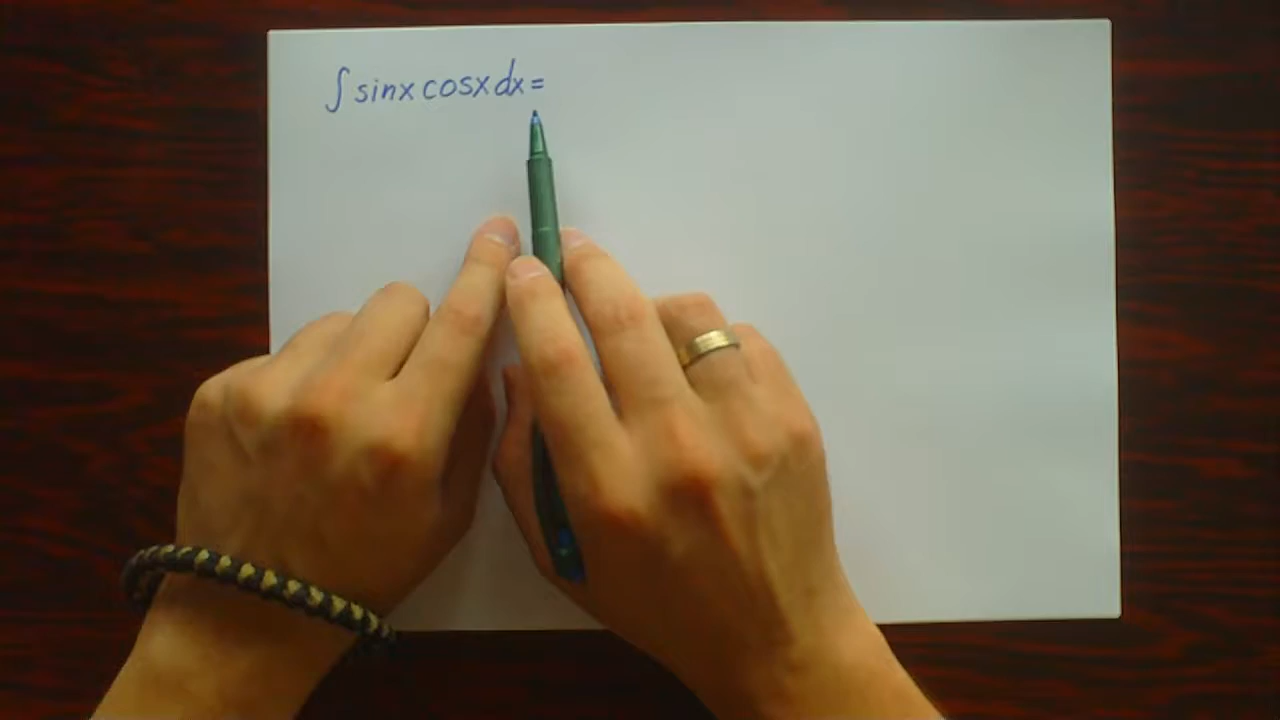 ∫ sinx cosx dx =